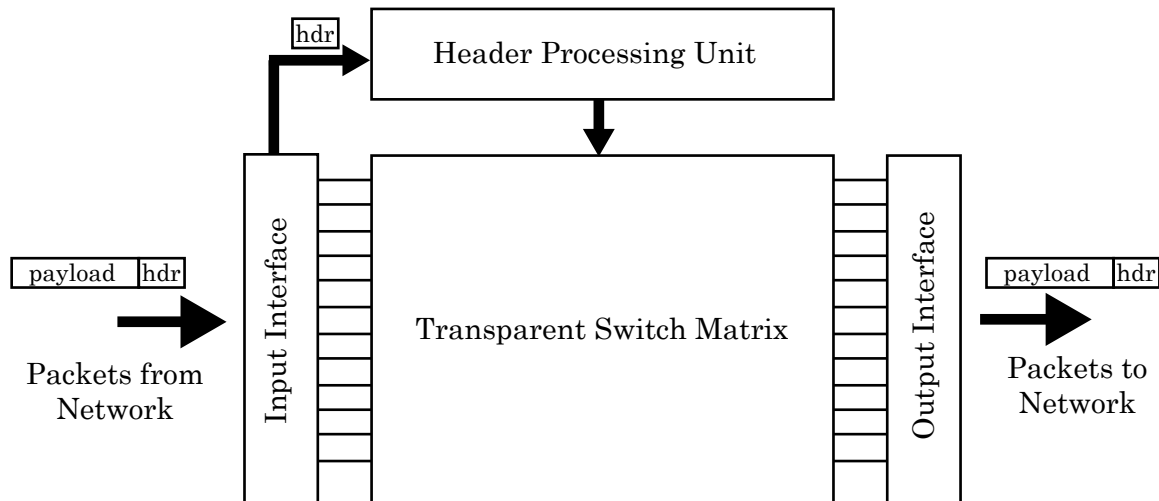 hdr
Header Processing Unit
payload
hdr
Packets from
Network
Input Interface
Transparent Switch Matrix
Output Interface
payload
hdr
Packets to
Network